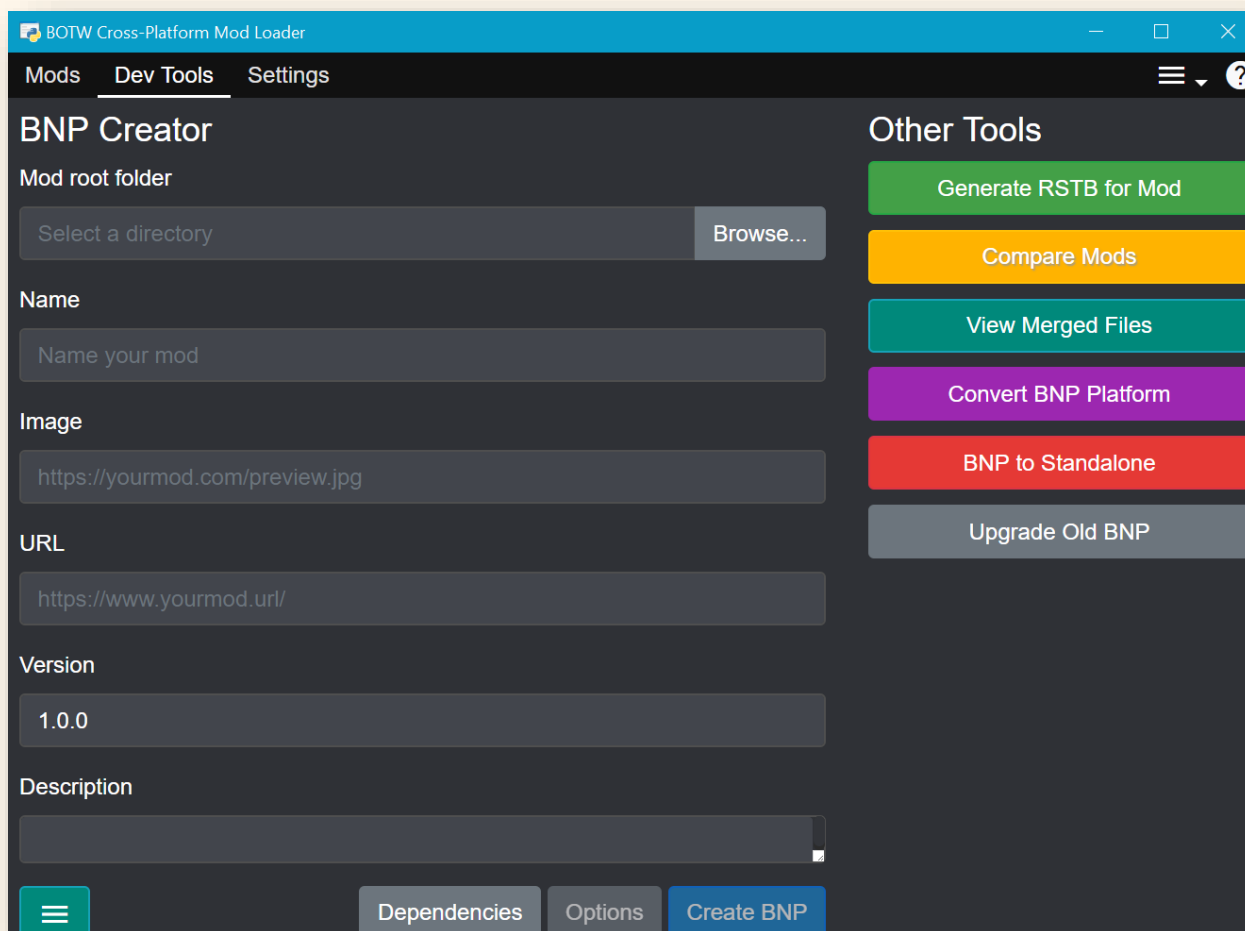 BOTW Cross-Platform Mod Loader
Mods Dev Tools Settings
?
BNP Creator
Mod root folder
Select a directory
Browse...
Name
Name your mod
Image
https://yourmod.com/preview.jpg
URL
https://www.yourmod.url/
Version
1.0.0
Description
Dependencies
Options
Create BNP
Other Tools
Generate RSTB for Mod
Compare Mods
View Merged Files
Convert BNP Platform
BNP to Standalone
Upgrade Old BNP